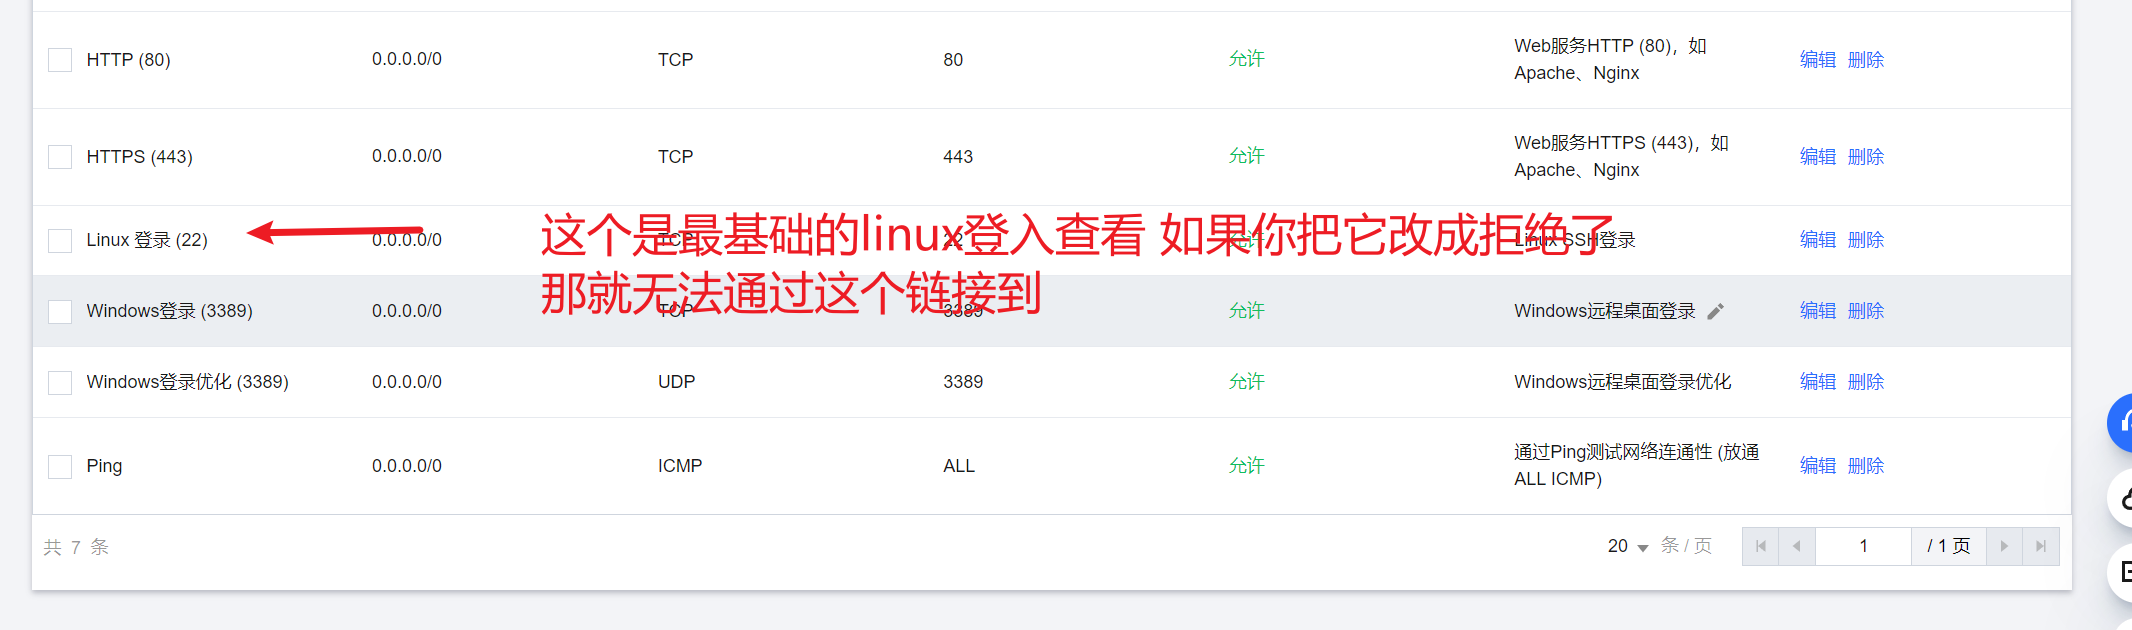 HTTP (80) 0.0.0.0/0 TCP 80 允许 Web服务HTTP (80)，如 编辑 删除
Apache、Nginx
HTTPS (443) 0.0.0.0/0 TCP 443 允许 Web服务HTTPS (443)，如 编辑 删除
Apache、Nginx
这个是最基础的linux登入查看 如果你把它改成拒绝了
那就无法通过这个链接到
Linux 登录 (22) 0.0.0.0/0 TCP 22 允许 Linux SSH登录 编辑 删除
Windows登录 (3389) 0.0.0.0/0 TCP 3389 允许 Windows远程桌面登录 编辑 删除
Windows登录优化 (3389) 0.0.0.0/0 UDP 3389 允许 Windows远程桌面登录优化 编辑 删除
Ping 0.0.0.0/0 ICMP ALL 允许 通过Ping测试网络连通性 (放通 编辑 删除
ALL ICMP)
共 7 条 20 条 / 页 1 / 1 页